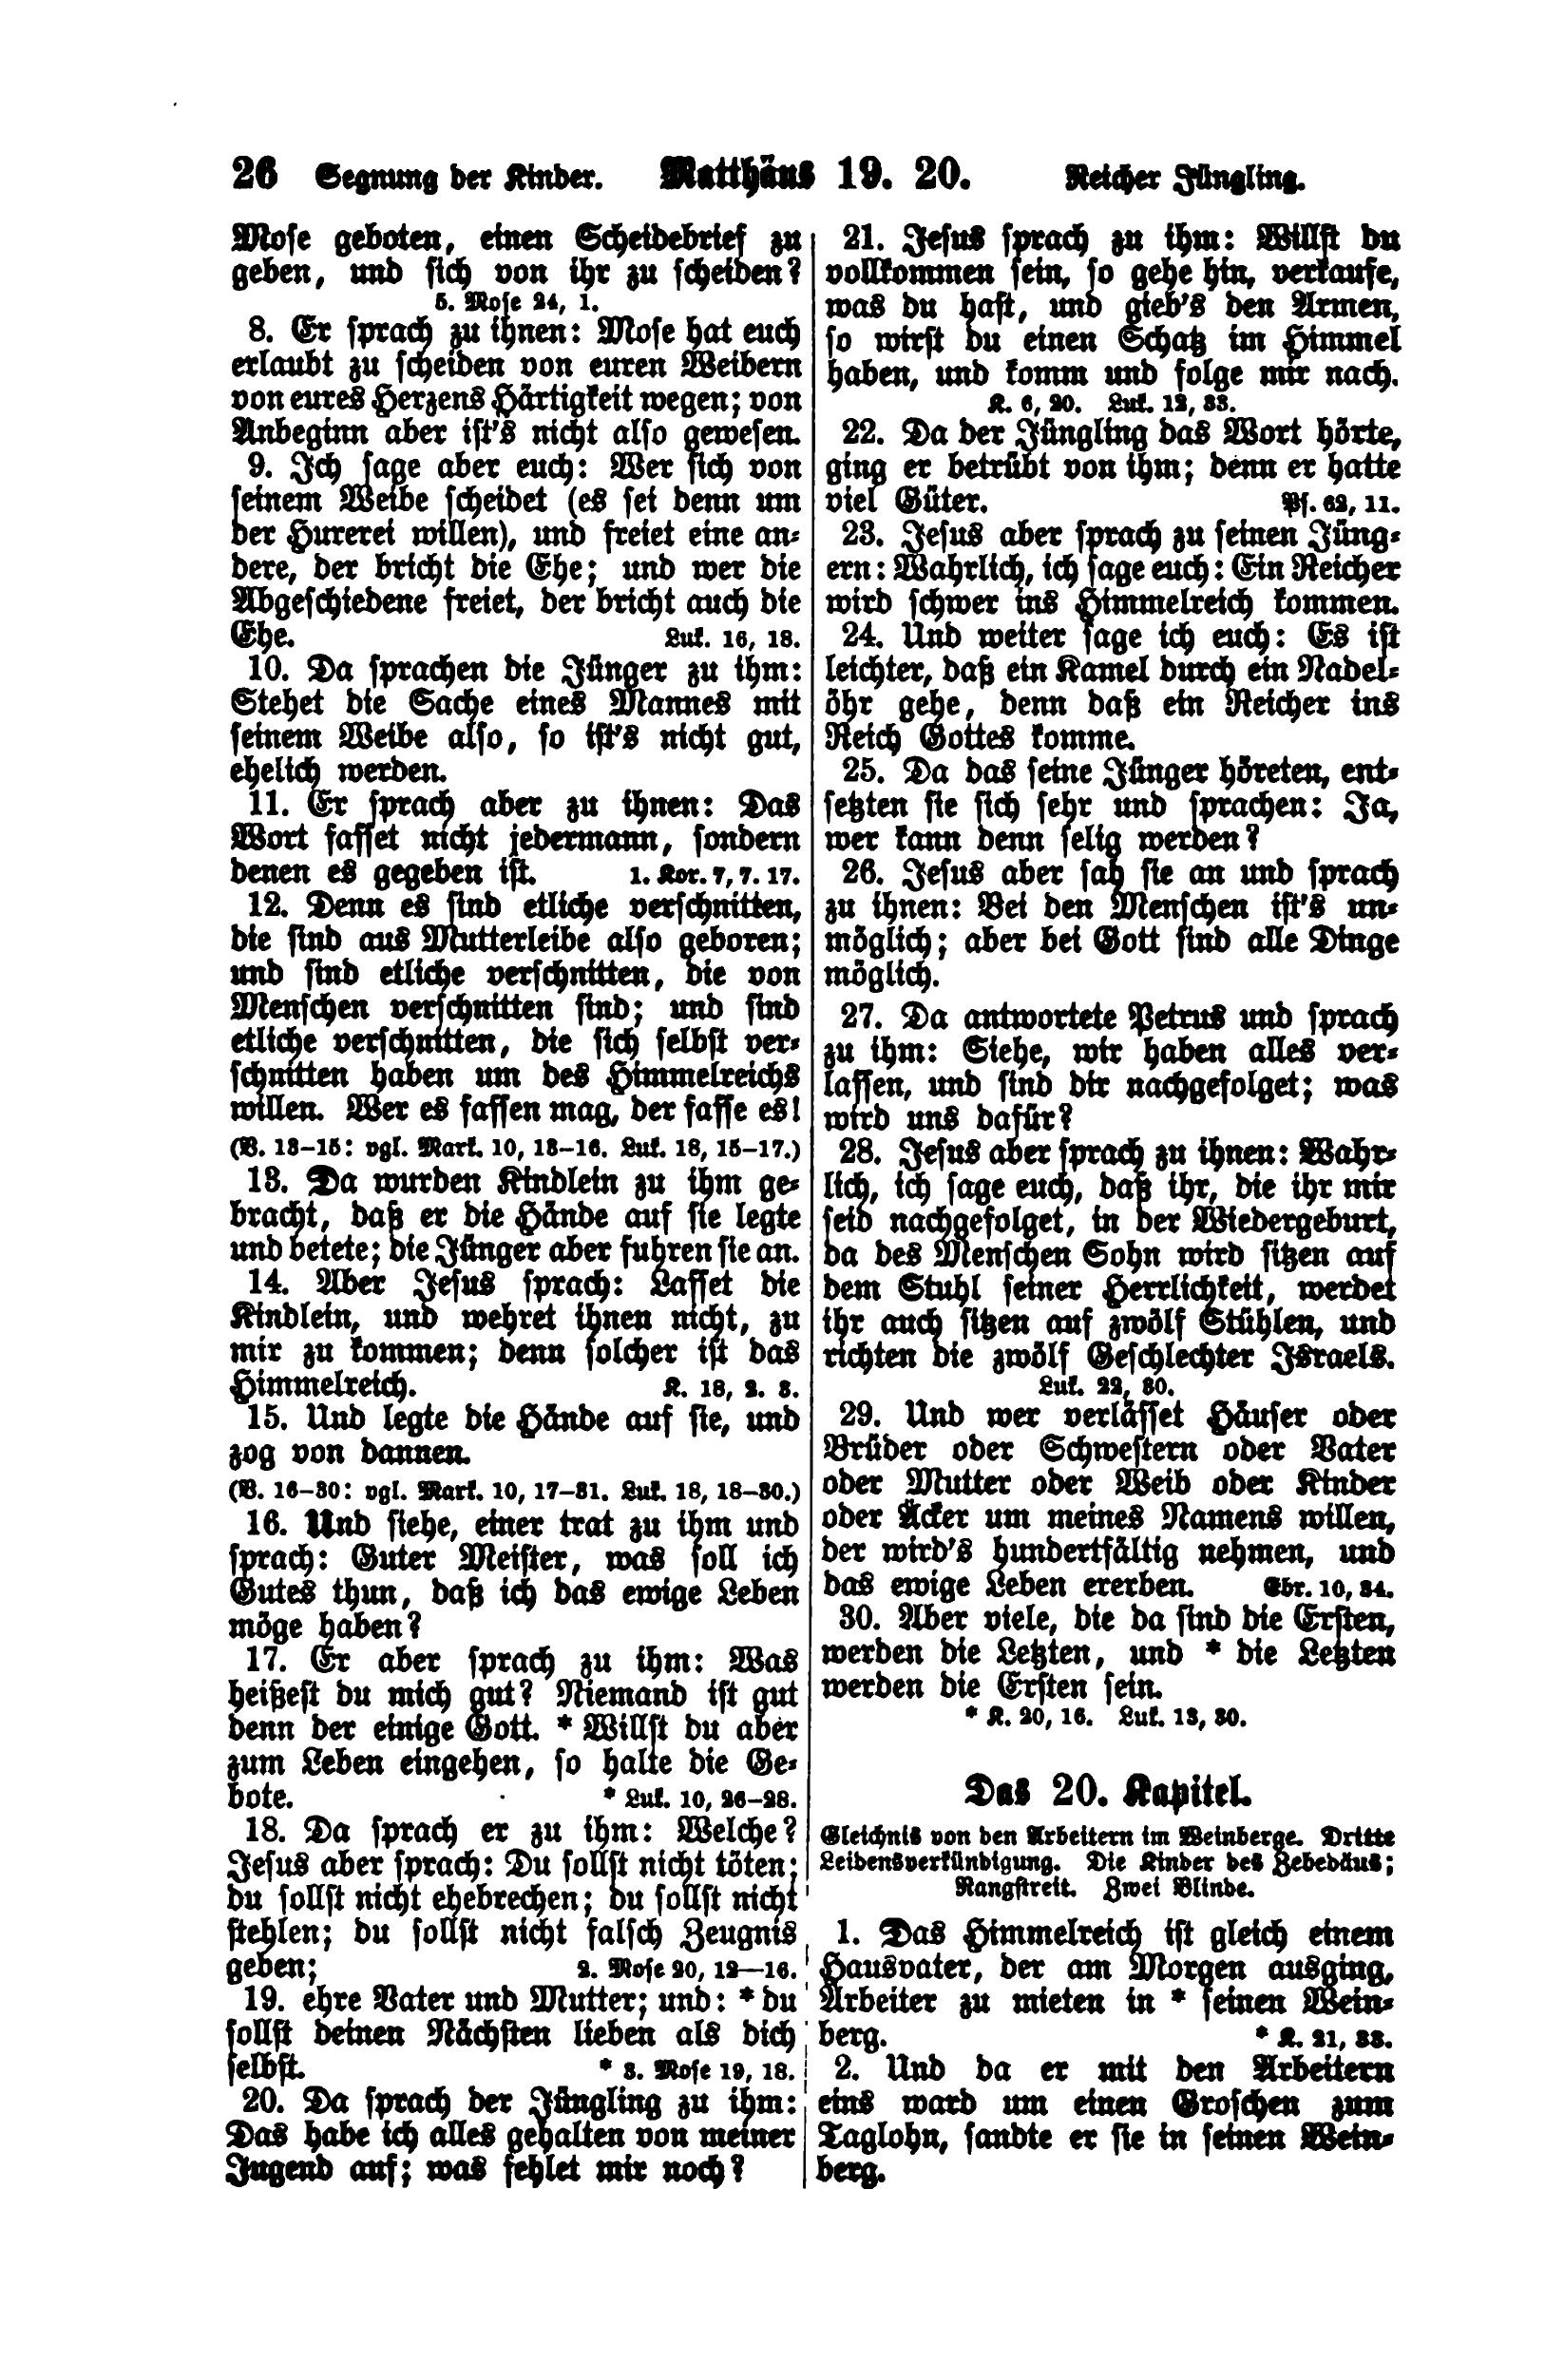 26 Segnung der Kinder. Matthäus 19. 20. Reicher Jüngling.
Mose geboten, einen Scheidebrief zu
geben, und sich von ihr zu scheiden?
5. Mose 24, 1.
8. Er sprach zu ihnen: Mose hat euch
erlaubt zu scheiden von euren Weibern
von eures Herzens Härtigkeit wegen; von
Anbeginn aber ist's nicht also gewesen.
9. Ich sage aber euch: Wer sich von
seinem Weibe scheidet (es sei denn um
der Hurerei willen), und freiet eine an-
dere, der bricht die Ehe; und wer die
Abgeschiedene freiet, der bricht auch die
Ehe. Luk. 16, 18.
10. Da sprachen die Jünger zu ihm:
Stehet die Sache eines Mannes mit
seinem Weibe also, so ist's nicht gut,
ehelich werden.
11. Er sprach aber zu ihnen: Das
Wort fasset nicht jedermann, sondern
denen es gegeben ist. 1. Kor. 7, 7. 17.
12. Denn es sind etliche verschnitten,
die sind aus Mutterleibe also geboren;
und sind etliche verschnitten, die von
Menschen verschnitten sind; und sind
etliche verschnitten, die sich selbst ver-
schnitten haben um des Himmelreichs
willen. Wer es fassen mag, der fasse es!
(V. 13–15: vgl. Mark. 10, 13–16. Luk. 18, 15–17.)
13. Da wurden Kindlein zu ihm ge-
bracht, daß er die Hände auf sie legte
und betete; die Jünger aber fuhren sie an.
14. Aber Jesus sprach: Lasset die
Kindlein, und wehret ihnen nicht, zu
mir zu kommen; denn solcher ist das
Himmelreich. K. 18, 2. 3.
15. Und legte die Hände auf sie, und
zog von dannen.
(V. 16–30: vgl. Mark. 10, 17–31. Luk. 18, 18–30.)
16. Und siehe, einer trat zu ihm und
sprach: Guter Meister, was soll ich
Gutes thun, daß ich das ewige Leben
möge haben?
17. Er aber sprach zu ihm: Was
heißest du mich gut? Niemand ist gut
denn der einige Gott. * Willst du aber
zum Leben eingehen, so halte die Ge-
bote. * Luk. 10, 26–28.
18. Da sprach er zu ihm: Welche?
Jesus aber sprach: Du sollst nicht töten;
du sollst nicht ehebrechen; du sollst nicht
stehlen; du sollst nicht falsch Zeugnis
geben; 2. Mose 20, 12—16.
19. ehre Vater und Mutter; und: * du
sollst deinen Nächsten lieben als dich
selbst. * 3. Mose 19, 18.
20. Da sprach der Jüngling zu ihm:
Das habe ich alles gehalten von meiner
Jugend auf; was fehlet mir noch?
21. Jesus sprach zu ihm: Willst du
vollkommen sein, so gehe hin, verkaufe,
was du hast, und gieb's den Armen,
so wirst du einen Schatz im Himmel
haben, und komm und folge mir nach.
K. 6, 20. Luk. 12, 33.
22. Da der Jüngling das Wort hörte,
ging er betrübt von ihm; denn er hatte
viel Güter. Ps. 62, 11.
23. Jesus aber sprach zu seinen Jüng-
ern: Wahrlich, ich sage euch: Ein Reicher
wird schwer ins Himmelreich kommen.
24. Und weiter sage ich euch: Es ist
leichter, daß ein Kamel durch ein Nadel-
öhr gehe, denn daß ein Reicher ins
Reich Gottes komme.
25. Da das seine Jünger höreten, ent-
setzten sie sich sehr und sprachen: Ja,
wer kann denn selig werden?
26. Jesus aber sah sie an und sprach
zu ihnen: Bei den Menschen ist's un-
möglich; aber bei Gott sind alle Dinge
möglich.
27. Da antwortete Petrus und sprach
zu ihm: Siehe, wir haben alles ver-
lassen, und sind dir nachgefolget; was
wird uns dafür?
28. Jesus aber sprach zu ihnen: Wahr-
lich, ich sage euch, daß ihr, die ihr mir
seid nachgefolget, in der Wiedergeburt,
da des Menschen Sohn wird sitzen auf
dem Stuhl seiner Herrlichkeit, werdet
ihr auch sitzen auf zwölf Stühlen, und
richten die zwölf Geschlechter Israels.
Luk. 22, 30.
29. Und wer verlässet Häuser oder
Brüder oder Schwestern oder Vater
oder Mutter oder Weib oder Kinder
oder Äcker um meines Namens willen,
der wird's hundertfältig nehmen, und
das ewige Leben ererben. Ebr. 10, 34.
30. Aber viele, die da sind die Ersten,
werden die Letzten, und * die Letzten
werden die Ersten sein.
* K. 20, 16. Luk. 13, 30.
Das 20. Kapitel.
Gleichnis von den Arbeitern im Weinberge. Dritte
Leidensverkündigung. Die Kinder des Zebedäus;
Rangstreit. Zwei Blinde.
1. Das Himmelreich ist gleich einem
Hausvater, der am Morgen ausging,
Arbeiter zu mieten in * seinen Wein-
berg. * K. 21, 33.
2. Und da er mit den Arbeitern
eins ward um einen Groschen zum
Taglohn, sandte er sie in seinen Wein-
berg.